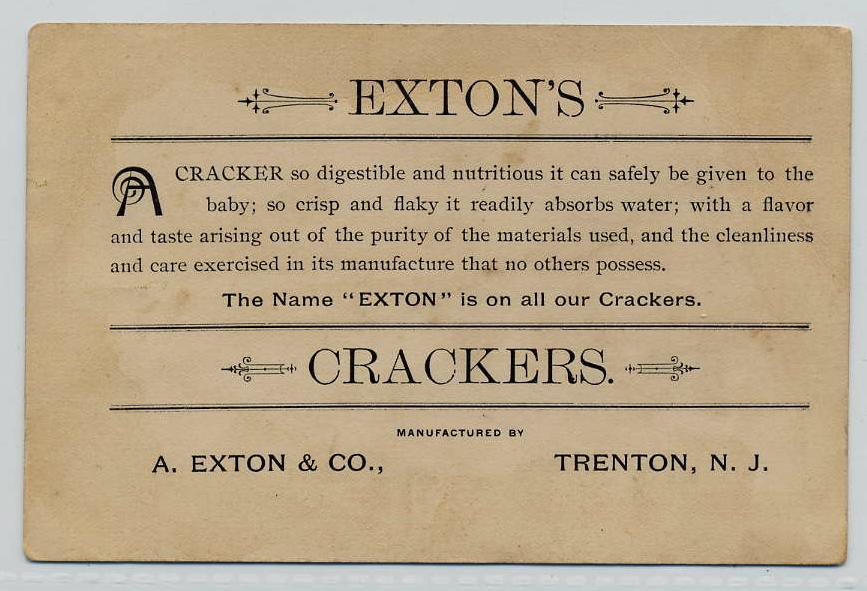 EXTON'S
A CRACKER so digestible and nutritious it can safely be given to the
baby; so crisp and flaky it readily absorbs water; with a flavor
and taste arising out of the purity of the materials used, and the cleanliness
and care exercised in its manufacture that no others possess.
The Name "EXTON" is on all our Crackers.
CRACKERS.
MANUFACTURED BY
A. EXTON & CO., TRENTON, N. J.